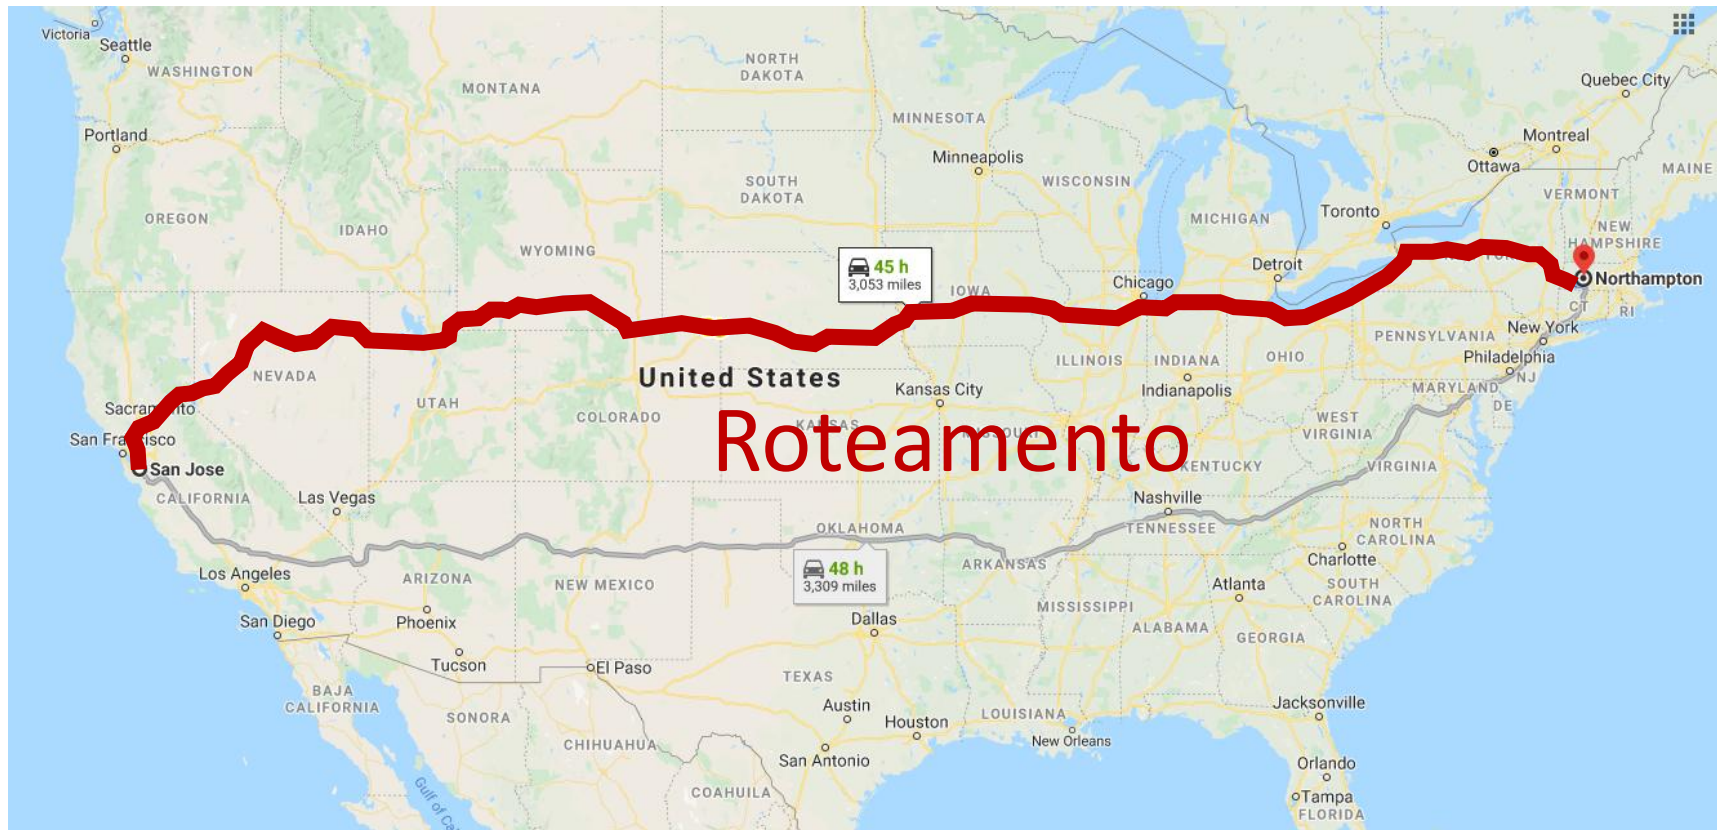 Victoria
Seattle
WASHINGTON
NORTH
DAKOTA
MONTANA
Quebec City
MINNESOTA
Portland
Montreal
Ottawa
Minneapolis
MAINE
WISCONSIN
SOUTH
DAKOTA
VERMONT
OREGON
MICHIGAN
Toronto
IDAHO
NEW
HAMPSHIRE
WYOMING
45 h
3,053 miles
Detroit
Chicago
IOWA
Northampton
CT
RI
New York
PENNSYLVANIA
Philadelphia
ILLINOIS
INDIANA
OHIO
United States
NEVADA
NJ
Kansas City
Indianapolis
MARYLAND
UTAH
DE
Sacramento
COLORADO
KANSAS
WEST
VIRGINIA
Roteamento
MISSOURI
San Francisco
San Jose
KENTUCKY
VIRGINIA
CALIFORNIA
Las Vegas
Nashville
OKLAHOMA
TENNESSEE
NORTH
CAROLINA
Charlotte
ARKANSAS
48 h
3,309 miles
Los Angeles
ARIZONA
NEW MEXICO
Atlanta
SOUTH
CAROLINA
MISSISSIPPI
San Diego
Phoenix
Dallas
ALABAMA
GEORGIA
Tucson
El Paso
TEXAS
BAJA
CALIFORNIA
SONORA
Austin
Houston
LOUISIANA
Jacksonville
CHIHUAHUA
New Orleans
San Antonio
Orlando
COAHUILA
Gulf of
Tampa
FLORIDA